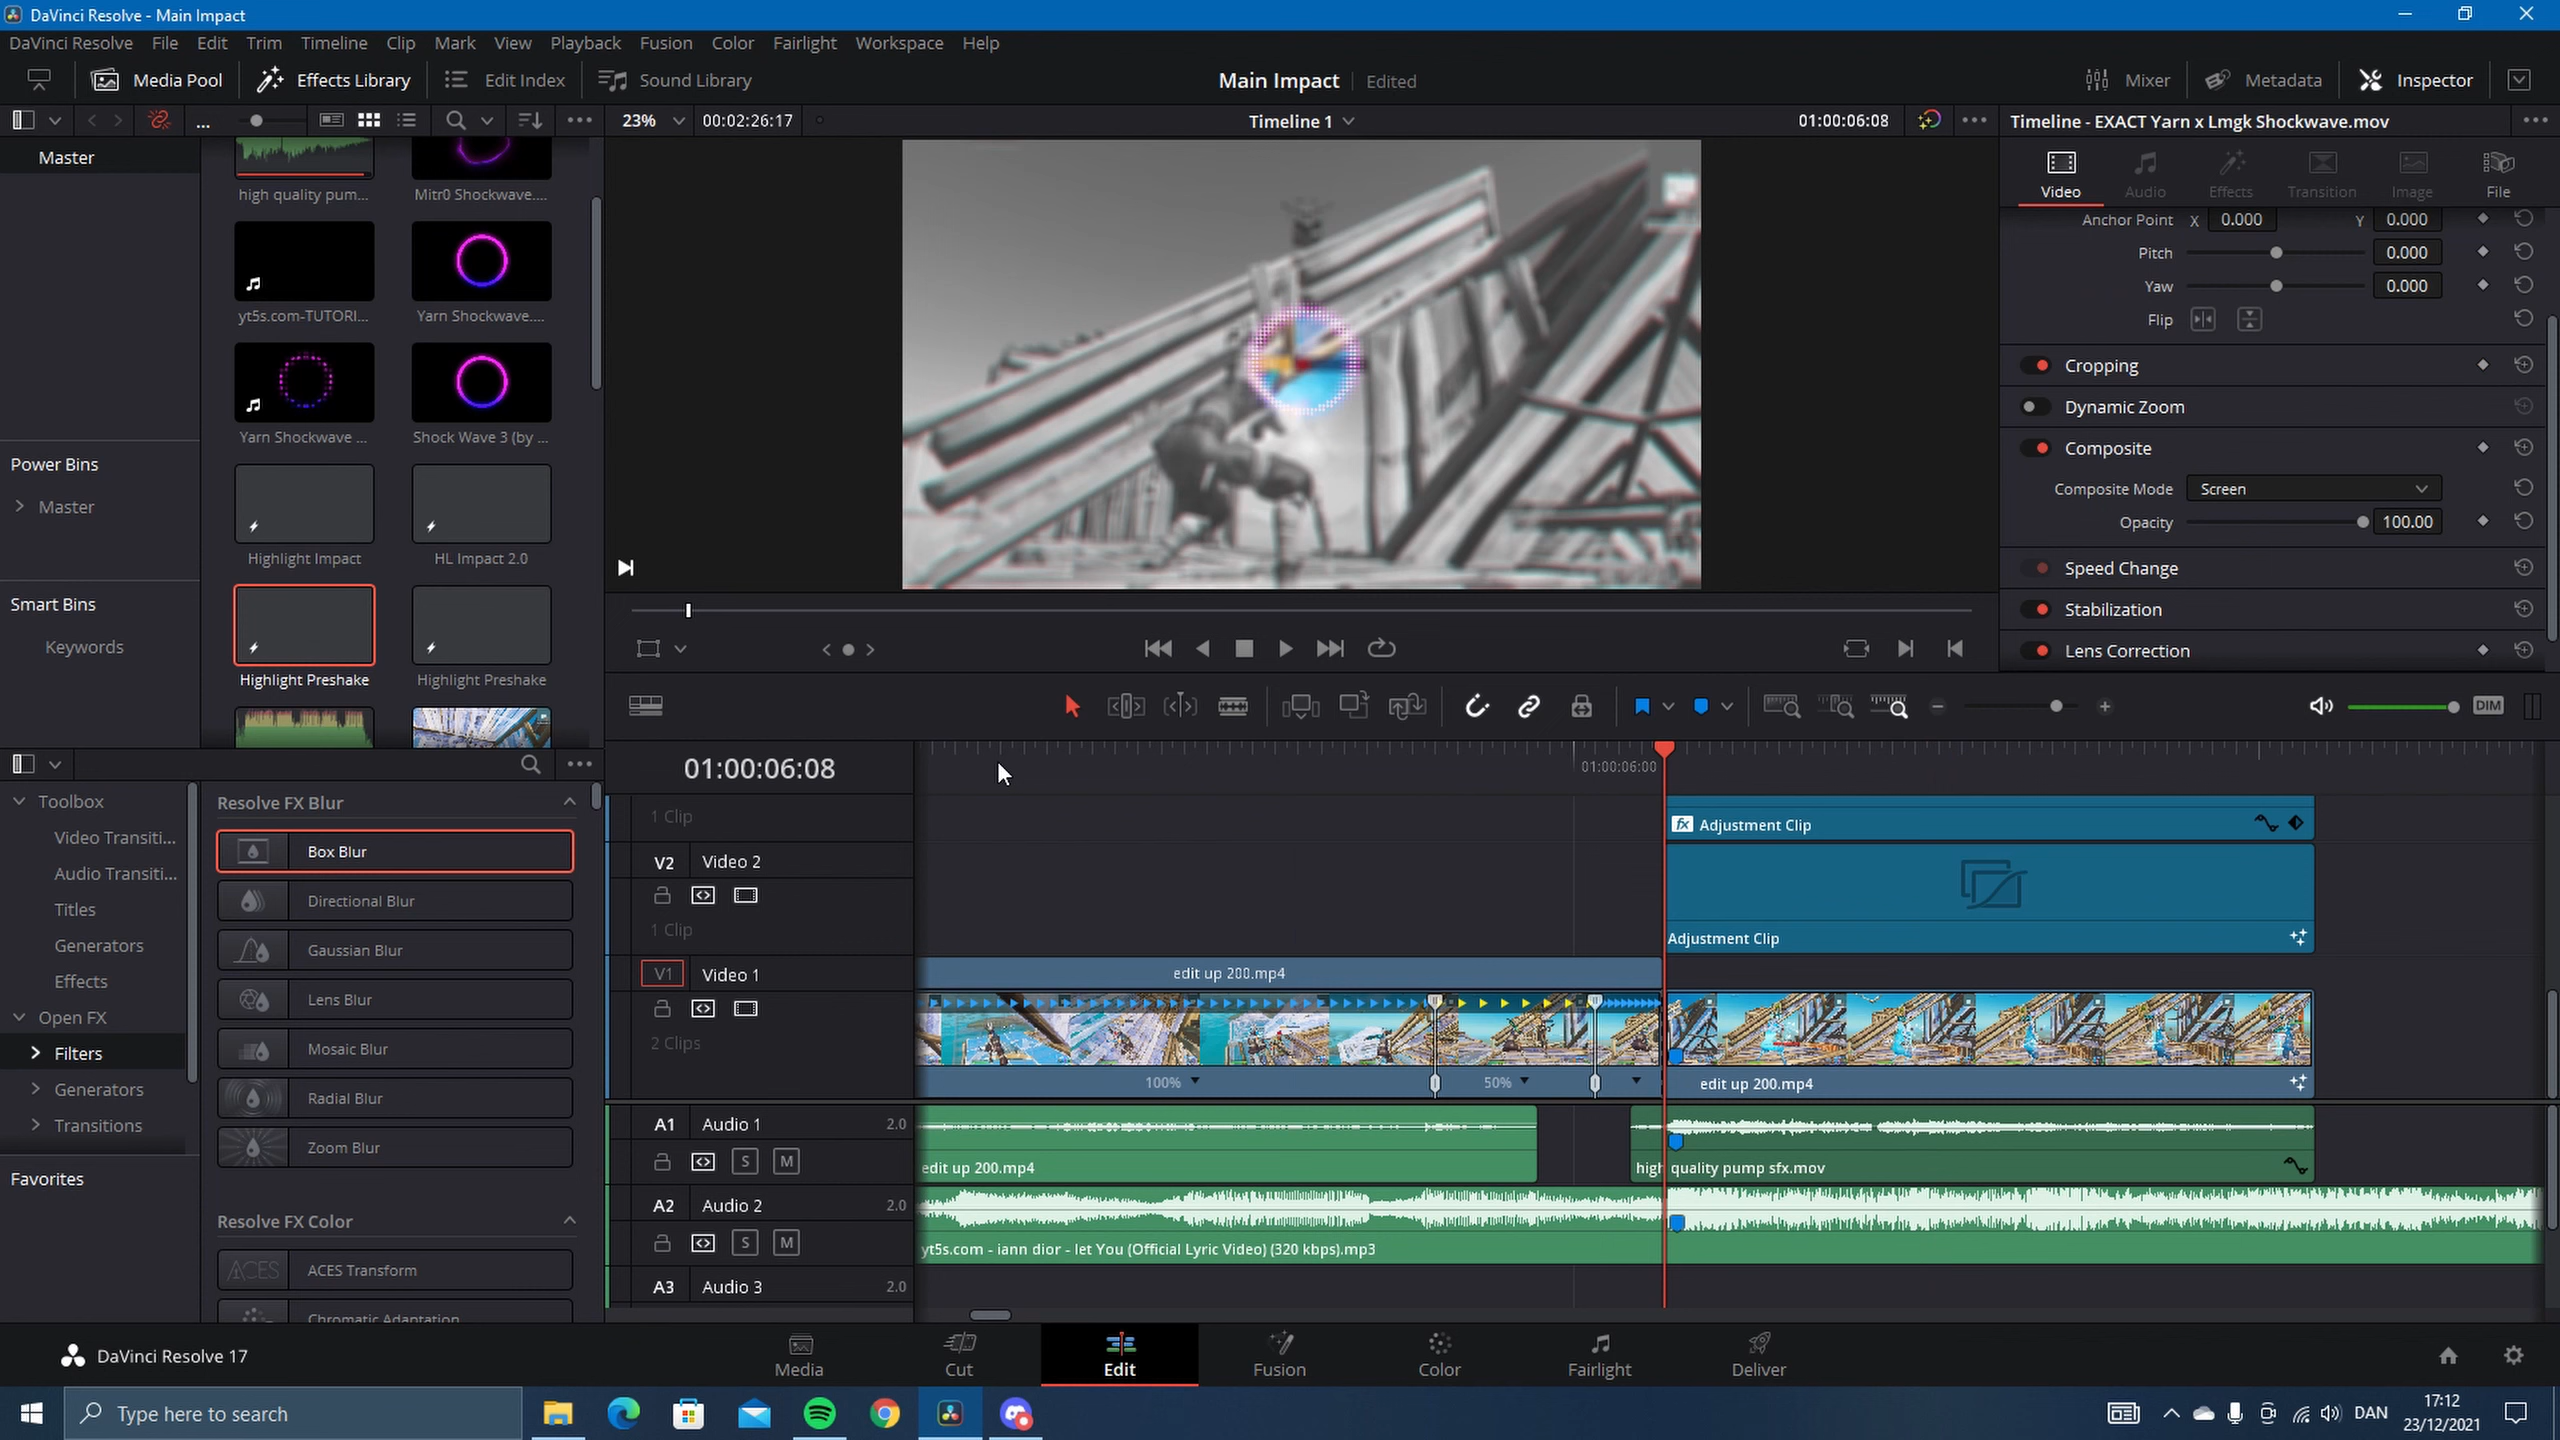 DaVinci Resolve - Main Impact
DaVinci Resolve File Edit Trim Timeline Clip Mark View Playback Fusion Color Fairlight Workspace Help
Media Pool Effects Library Edit Index Sound Library Main Impact Edited Mixer Metadata Inspector
... 23% 00:02:26:17 Timeline 1 01:00:06:08 Timeline - EXACT Yarn x Lmgk Shockwave.mov
Master
Power Bins
Master
Smart Bins
Keywords
high quality pum... Mitr0 Shockwave....
yt5s.com-TUTORI... Yarn Shockwave....
Yarn Shockwave ... Shock Wave 3 (by ...
Highlight Impact HL Impact 2.0
Highlight Preshake Highlight Preshake
Video Audio Effects Transition Image File
Anchor Point X 0.000 Y 0.000
Pitch 0.000
Yaw 0.000
Flip
Cropping
Dynamic Zoom
Composite
Composite Mode Screen
Opacity 100.00
Speed Change
Stabilization
Lens Correction
DIM
Toolbox
Video Transiti...
Audio Transiti...
Titles
Generators
Effects
Open FX
Filters
Generators
Transitions
Favorites
Resolve FX Blur
Box Blur
Directional Blur
Gaussian Blur
Lens Blur
Mosaic Blur
Radial Blur
Zoom Blur
Resolve FX Color
ACES ACES Transform
Chromatic Adaptation
01:00:06:08 01:00:06:00
1 Clip
fx Adjustment Clip
V2 Video 2
1 Clip
Adjustment Clip
V1 Video 1 edit up 200.mp4
2 Clips
100% 50% edit up 200.mp4
A1 Audio 1 2.0
S M edit up 200.mp4 high quality pump sfx.mov
A2 Audio 2 2.0
S M yt5s.com - iann dior - let You (Official Lyric Video) (320 kbps).mp3
A3 Audio 3 2.0
DaVinci Resolve 17 Media Cut Edit Fusion Color Fairlight Deliver
Type here to search DAN 17:12
23/12/2021